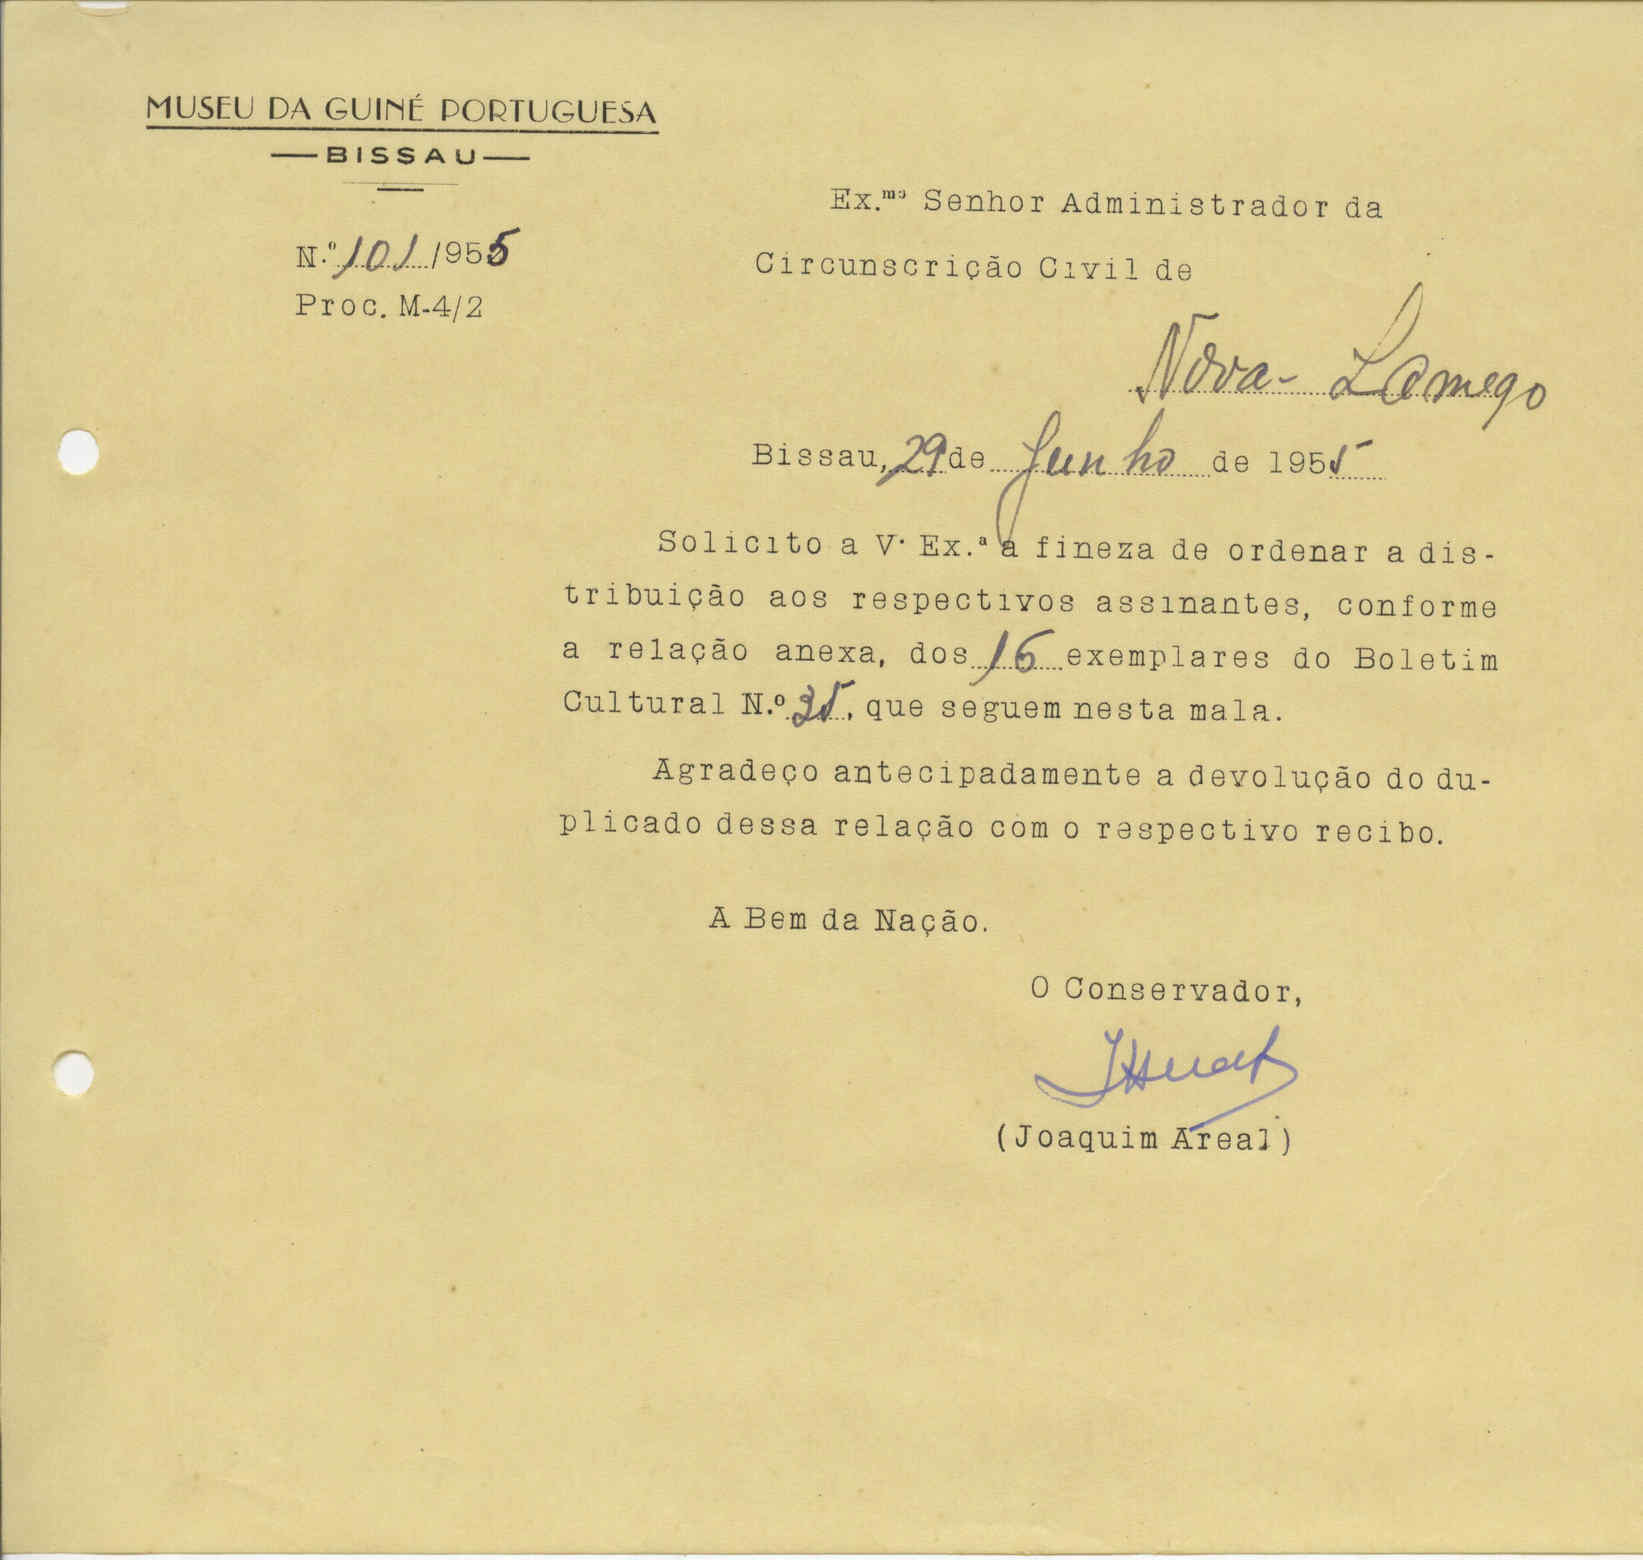 MUSEU DA GUINÉ PORTUGUESA
—BISSAU—
N.º 101/955
Proc. M-4/2
Ex.mo Senhor Administrador da
Circunscrição Civil de
Nova-Lamego
Bissau, 29 de Junho de 1955
Solicito a V. Ex.ª a fineza de ordenar a dis-
tribuição aos respectivos assinantes, conforme
a relação anexa, dos 16 exemplares do Boletim
Cultural N.º 35, que seguem nesta mala.
Agradeço antecipadamente a devolução do du-
plicado dessa relação com o respectivo recibo.
A Bem da Nação.
O Conservador,
(Joaquim Areal)